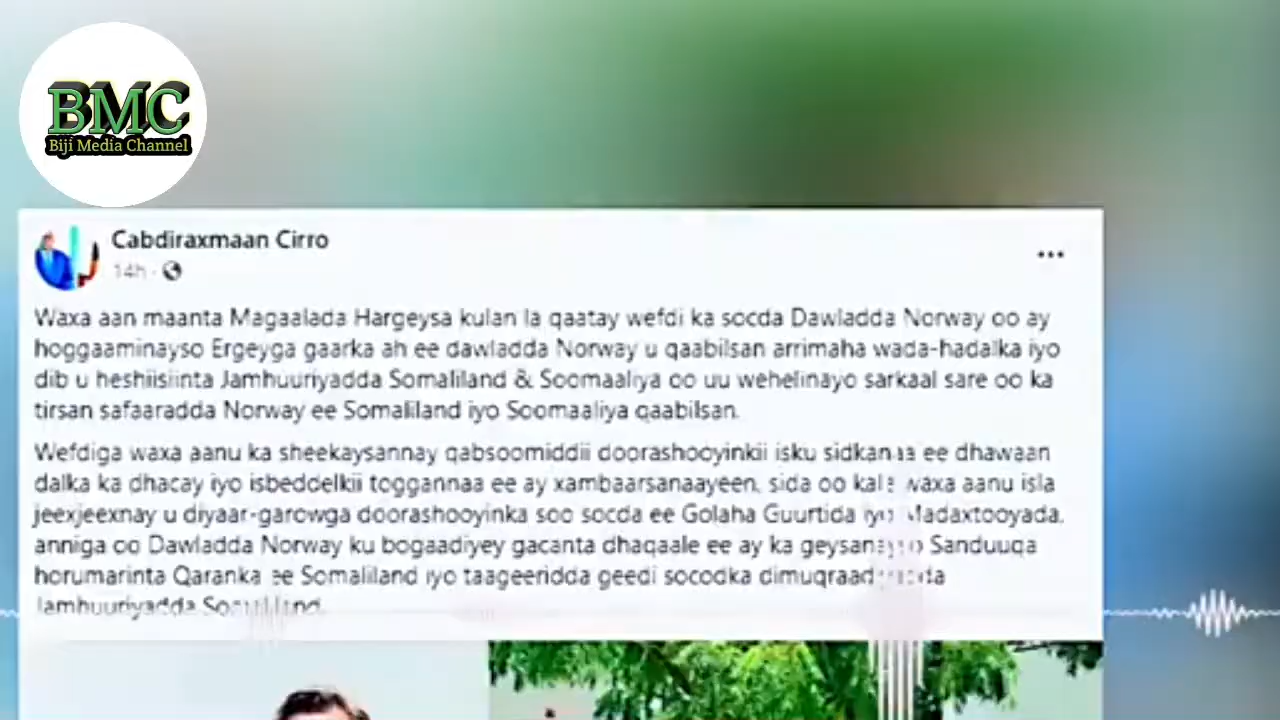 BMC
Biji Media Channel
Cabdiraxmaan Cirro
14h
Waxa aan maanta Magaalada Hargeysa kulan la qaatay wefdi ka socda Dawladda Norway oo ay
hoggaaminayso Ergeyga gaarka ah ee dawladda Norway u qaabilsan arrimaha wada-hadalka iyo
dib u heshiisiinta Jamhuuriyadda Somaliland & Soomaaliya oo uu wehelinayo sarkaal sare oo ka
tirsan safaaradda Norway ee Somaliland iyo Soomaaliya qaabilsan.
Wefdiga waxa aanu ka sheekaysannay qabsoomiddii doorashooyinkii isku sidkanaa ee dhawaan
dalka ka dhacay iyo isbeddelkii toggannaa ee ay xambaarsanaayeen, sida oo kale waxa aanu isla
jeexjeexnay u diyaar-garowga doorashooyinka soo socda ee Golaha Guurtida iyo Madaxtooyada,
anniga oo Dawladda Norway ku bogaadiyey gacanta dhaqaale ee ay ka Sanduuqa
horumarinta Qaranka ee Somaliland iyo taageeridda geedi socodka
Jamhuuriyadda Somaliland.